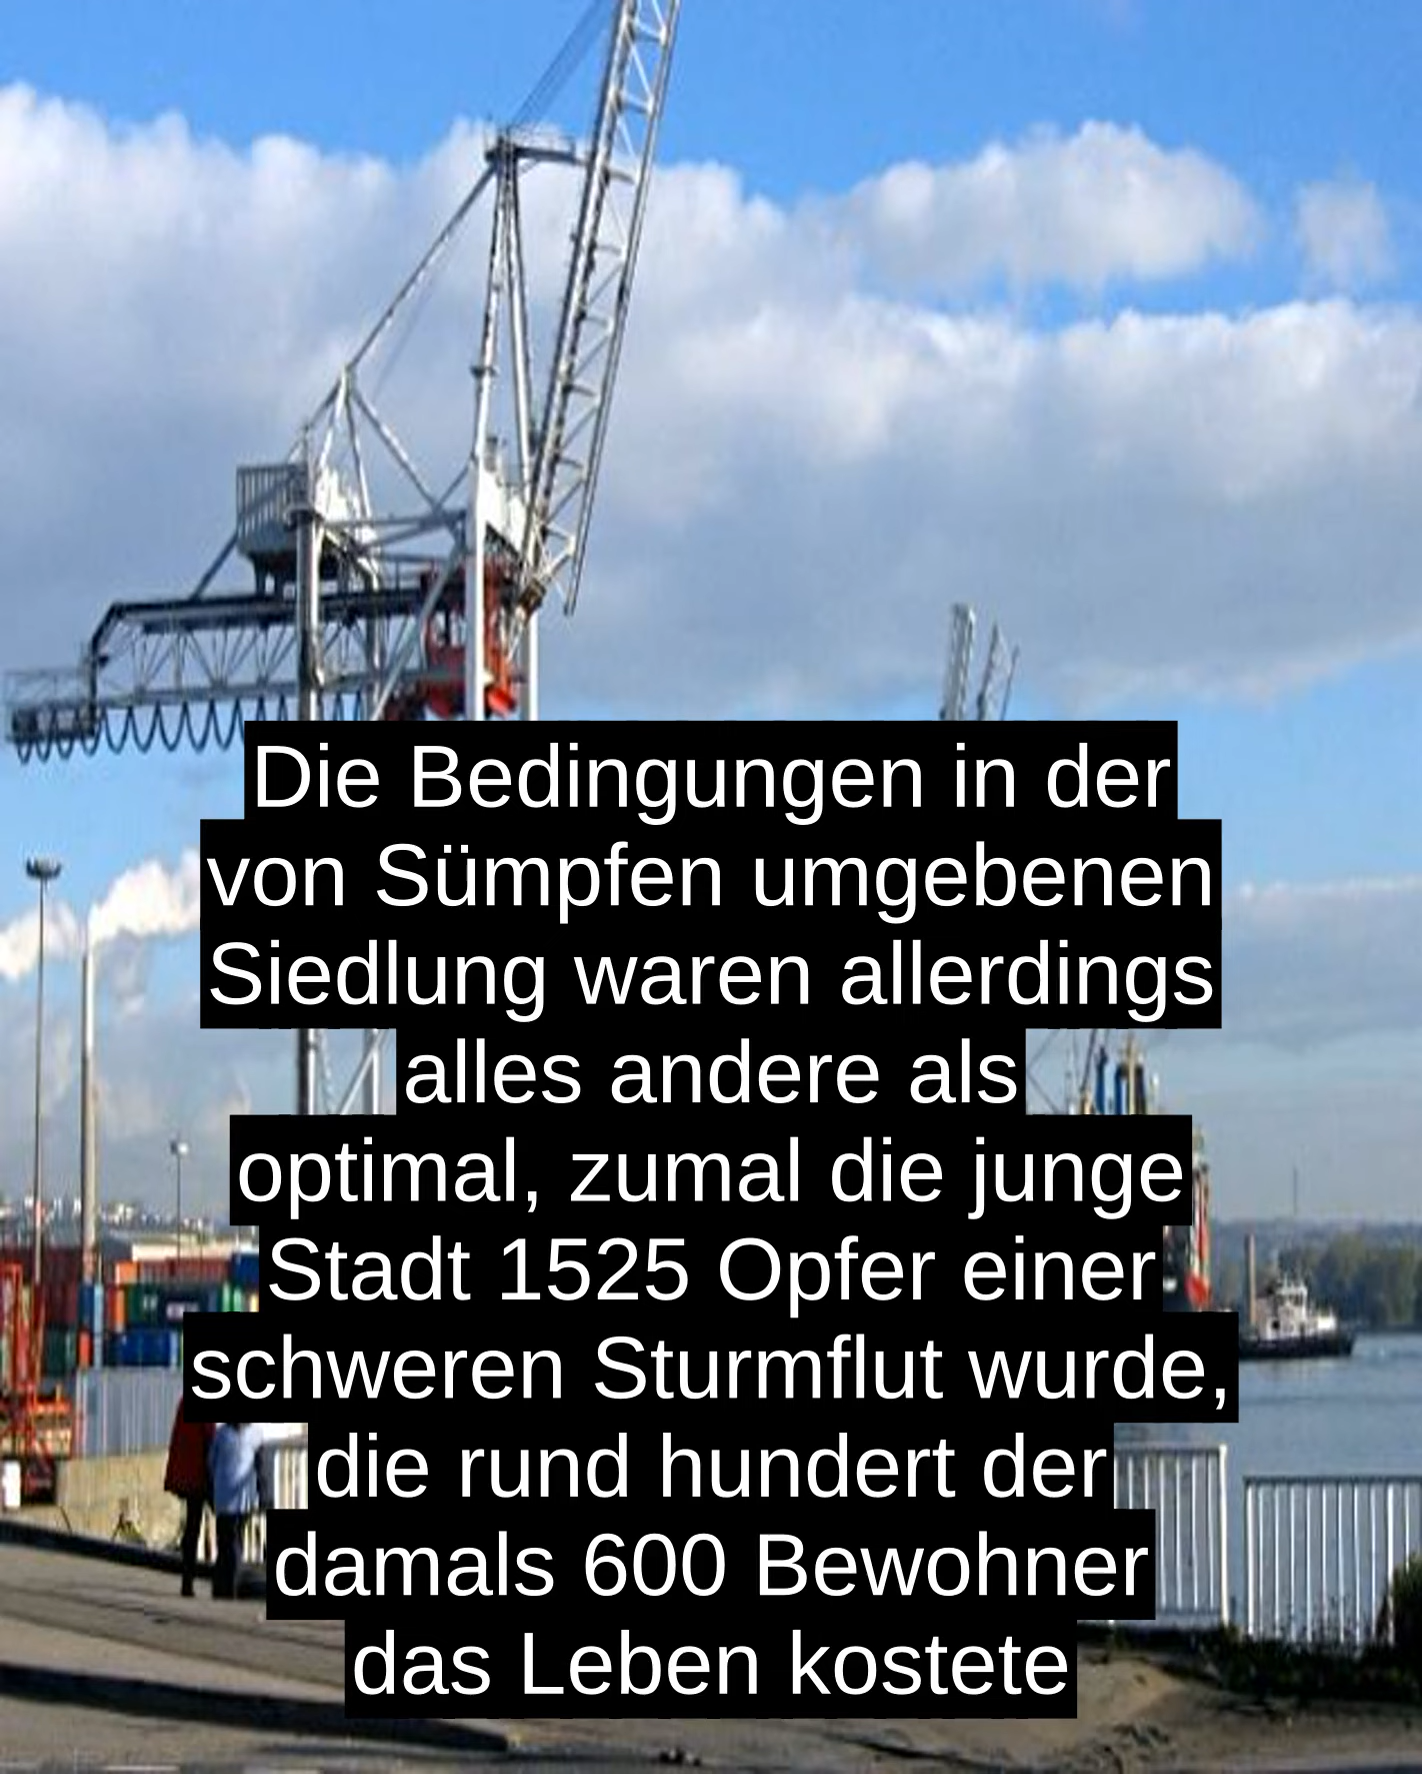 Die Bedingungen in der
von Sümpfen umgebenen
Siedlung waren allerdings
alles andere als
optimal, zumal die junge
Stadt 1525 Opfer einer
schweren Sturmflut wurde,
die rund hundert der
damals 600 Bewohner
das Leben kostete